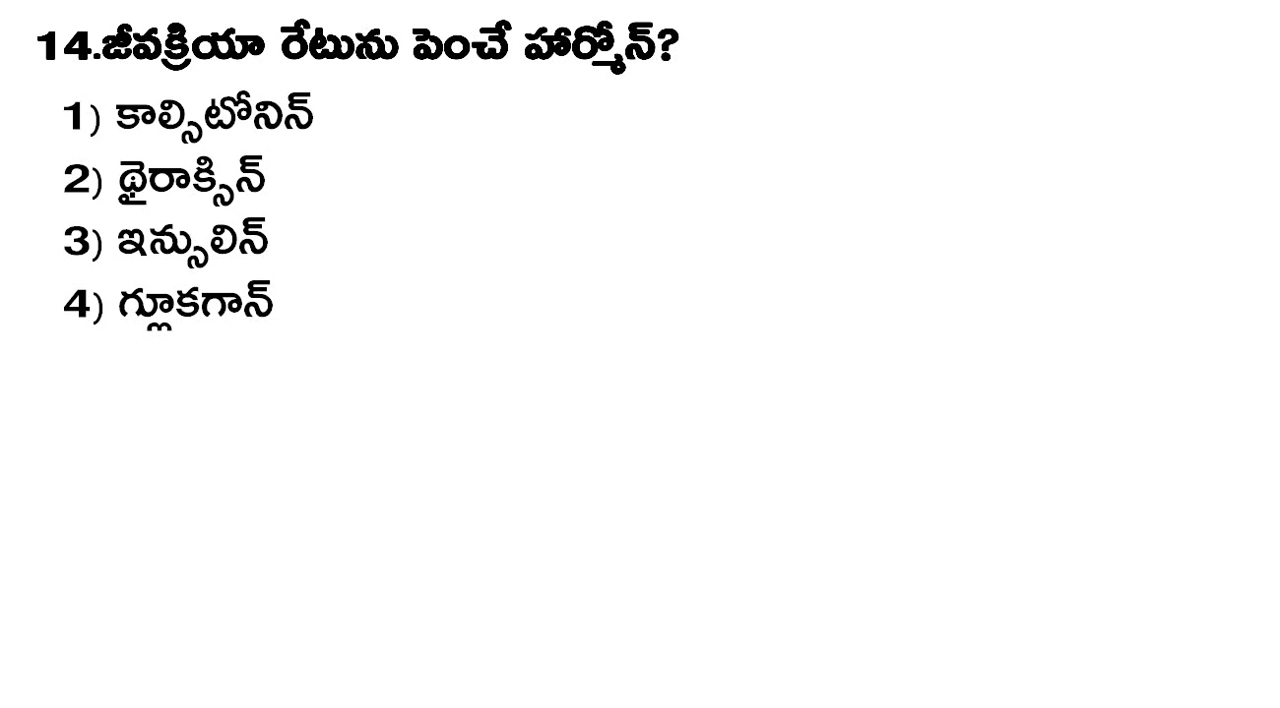 14.జీవక్రియా రేటును పెంచే హార్మోన్?
1) కాల్సిటోనిన్
2) థైరాక్సిన్
3) ఇన్సులిన్
4) గ్లూకగాన్